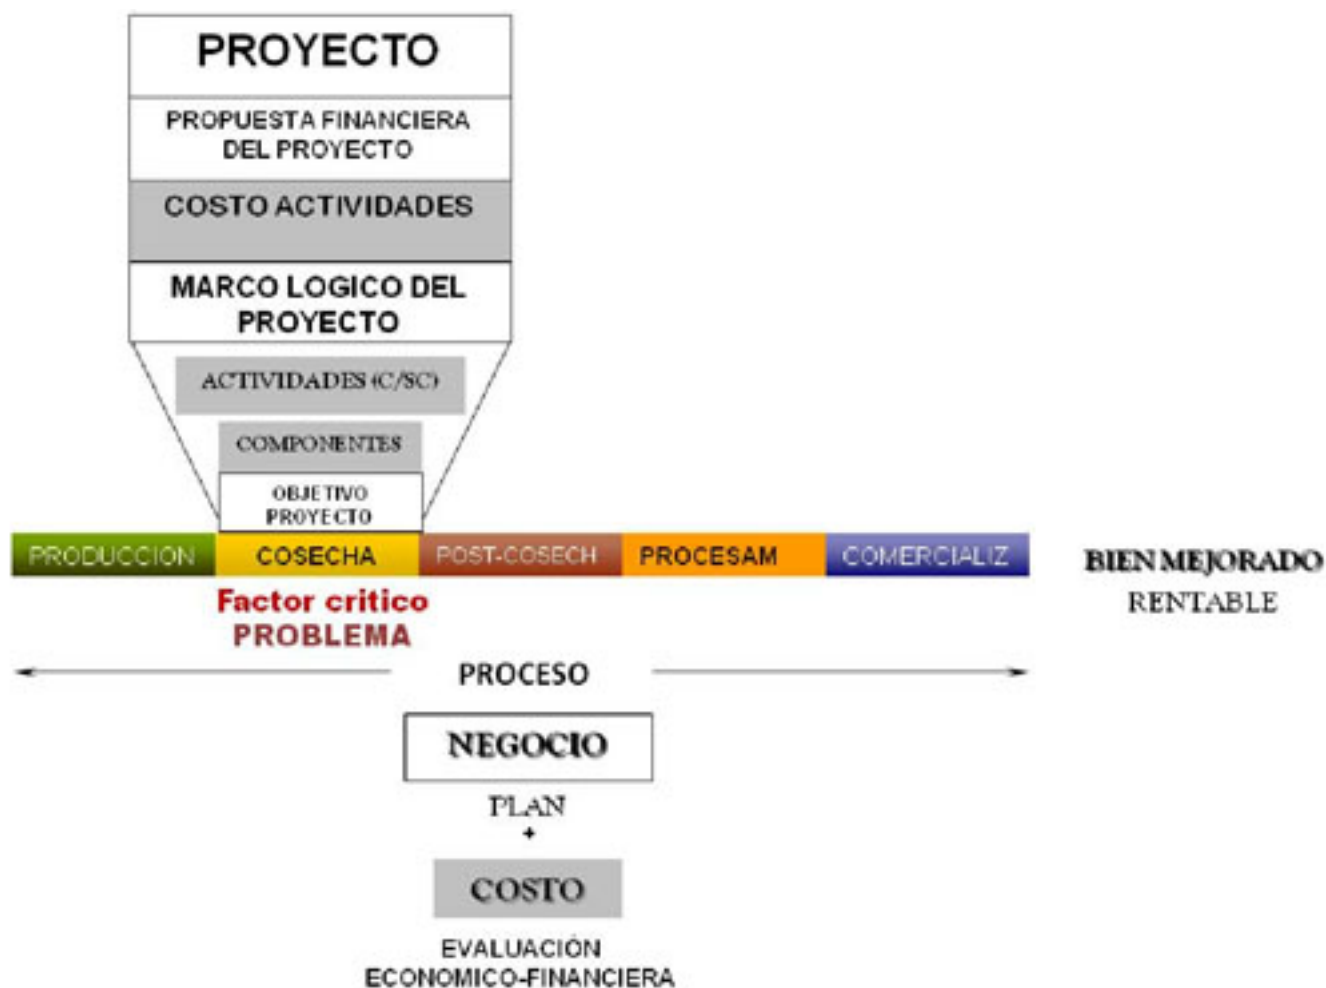 PROYECTO
PROPUESTA FINANCIERA
DEL PROYECTO
COSTO ACTIVIDADES
MARCO LOGICO DEL
PROYECTO
ACTIVIDADES (C/SC)
COMPONENTES
OBJETIVO
PROYECTO
PRODUCCION
COSECHA
POST-COSECH
PROCESAM
COMERCIALIZ
BIEN MEJORADO
RENTABLE
Factor critico
PROBLEMA
PROCESO
NEGOCIO
PLAN
+
COSTO
EVALUACIÓN
ECONOMICO-FINANCIERA